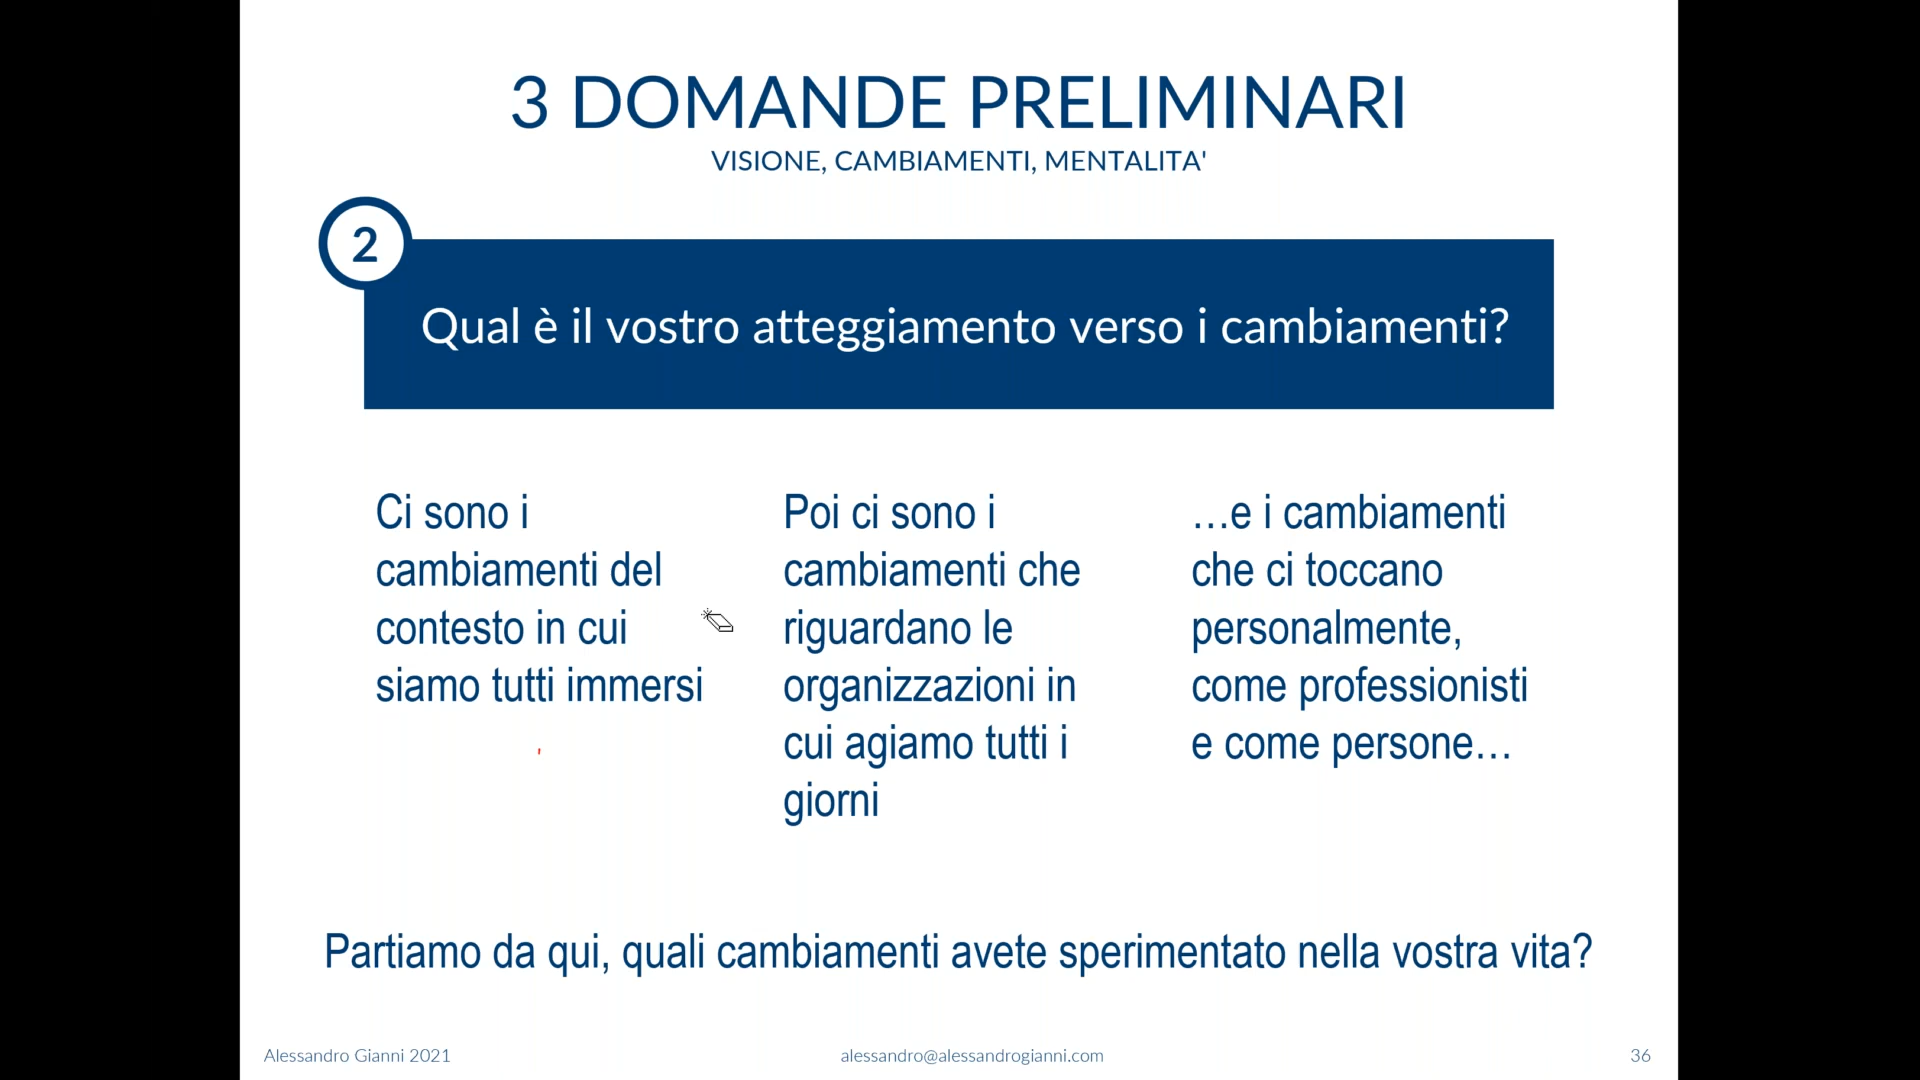 3 DOMANDE PRELIMINARI
VISIONE, CAMBIAMENTI, MENTALITA'
2
Qual è il vostro atteggiamento verso i cambiamenti?
Ci sono i
cambiamenti del
contesto in cui
siamo tutti immersi
Poi ci sono i
cambiamenti che
riguardano le
organizzazioni in
cui agiamo tutti i
giorni
…e i cambiamenti
che ci toccano
personalmente,
come professionisti
e come persone…
Partiamo da qui, quali cambiamenti avete sperimentato nella vostra vita?
Alessandro Gianni 2021
alessandro@alessandrogianni.com
36